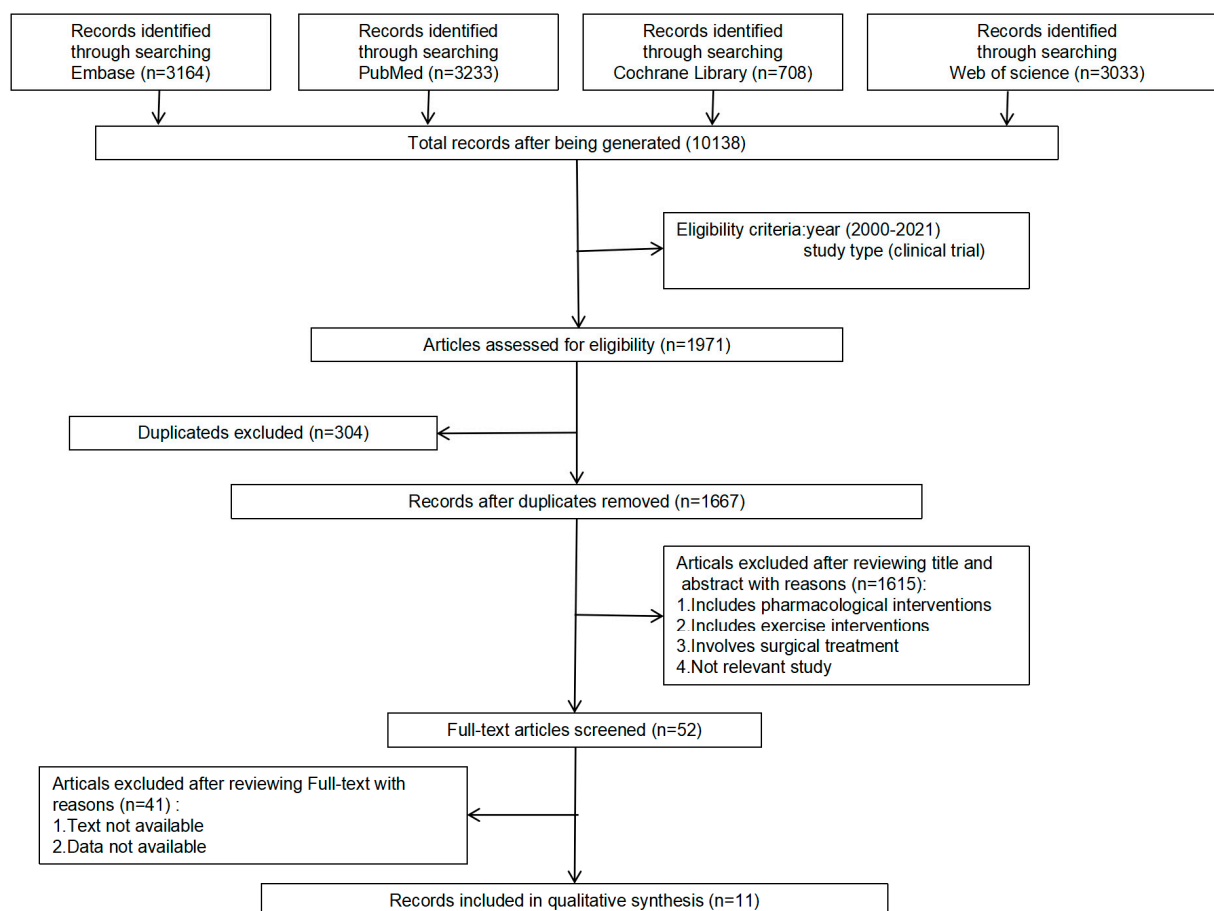 Records identified
through searching
Embase (n=3164)
Records identified
through searching
PubMed (n=3233)
Records identified
through searching
Cochrane Library (n=708)
Records identified
through searching
Web of science (n=3033)
Total records after being generated (10138)
Eligibility criteria:year (2000-2021)
study type (clinical trial)
Articles assessed for eligibility (n=1971)
Duplicateds excluded (n=304)
Records after duplicates removed (n=1667)
Articals excluded after reviewing title and
abstract with reasons (n=1615):
1.Includes pharmacological interventions
2.Includes exercise interventions
3.Involves surgical treatment
4.Not relevant study
Full-text articles screened (n=52)
Articals excluded after reviewing Full-text with
reasons (n=41) :
1.Text not available
2.Data not available
Records included in qualitative synthesis (n=11)